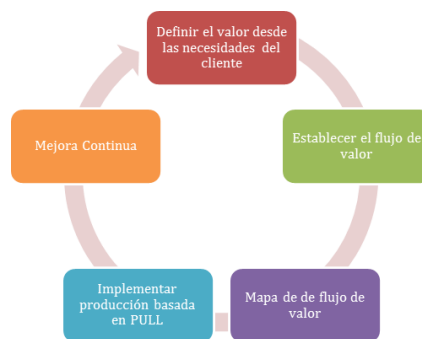 Definir el valor desde
las necesidades del
cliente
Establecer el flujo de
valor
Mapa de de flujo de
valor
Implementar
producción basada
en PULL
Mejora Continua